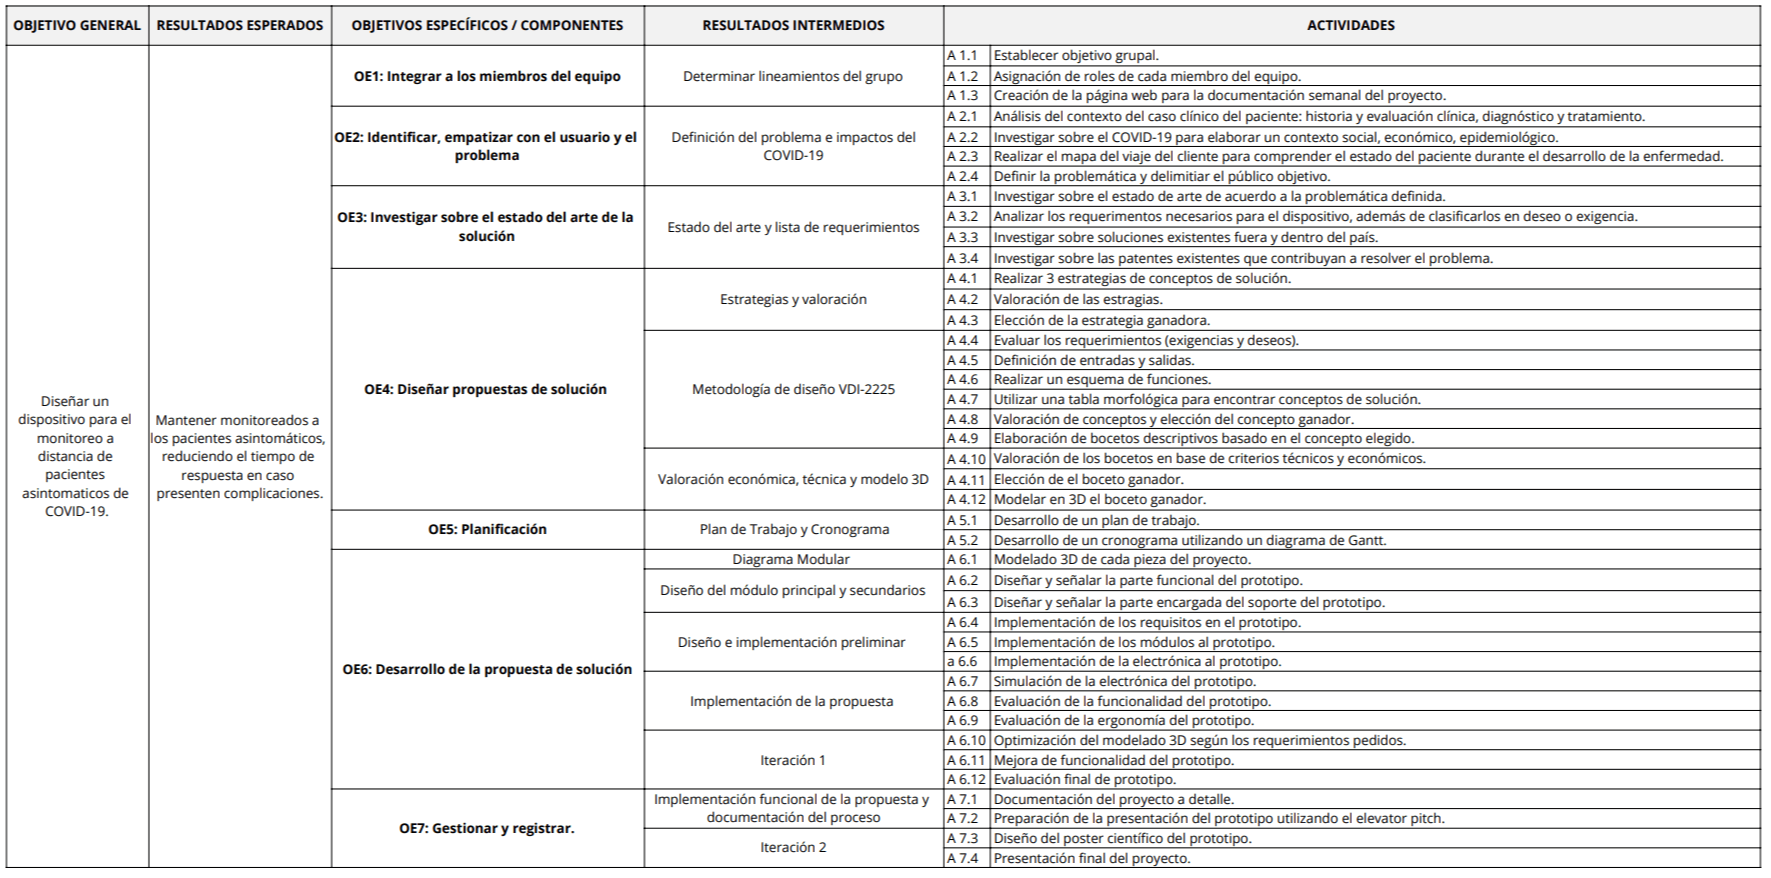 OBJETIVO GENERAL
RESULTADOS ESPERADOS
OBJETIVOS ESPECÍFICOS / COMPONENTES
RESULTADOS INTERMEDIOS
ACTIVIDADES
Diseñar un
dispositivo para el
monitoreo a
distancia de
pacientes
asintomaticos de
COVID-19.
Mantener monitoreados a
los pacientes asintomáticos,
reduciendo el tiempo de
respuesta en caso
presenten complicaciones.
OE1: Integrar a los miembros del equipo
Determinar lineamientos del grupo
A 1.1 Establecer objetivo grupal.
A 1.2 Asignación de roles de cada miembro del equipo.
A 1.3 Creación de la página web para la documentación semanal del proyecto.
OE2: Identificar, empatizar con el usuario y el
problema
Definición del problema e impactos del
COVID-19
A 2.1 Análisis del contexto del caso clínico del paciente: historia y evaluación clínica, diagnóstico y tratamiento.
A 2.2 Investigar sobre el COVID-19 para elaborar un contexto social, económico, epidemiológico.
A 2.3 Realizar el mapa del viaje del cliente para comprender el estado del paciente durante el desarrollo de la enfermedad.
A 2.4 Definir la problemática y delimitiar el público objetivo.
OE3: Investigar sobre el estado del arte de la
solución
Estado del arte y lista de requerimientos
A 3.1 Investigar sobre el estado de arte de acuerdo a la problemática definida.
A 3.2 Analizar los requerimentos necesarios para el dispositivo, además de clasificarlos en deseo o exigencia.
A 3.3 Investigar sobre soluciones existentes fuera y dentro del país.
A 3.4 Investigar sobre las patentes existentes que contribuyan a resolver el problema.
OE4: Diseñar propuestas de solución
Estrategias y valoración
A 4.1 Realizar 3 estrategias de conceptos de solución.
A 4.2 Valoración de las estragias.
A 4.3 Elección de la estrategia ganadora.
Metodología de diseño VDI-2225
A 4.4 Evaluar los requerimientos (exigencias y deseos).
A 4.5 Definición de entradas y salidas.
A 4.6 Realizar un esquema de funciones.
A 4.7 Utilizar una tabla morfológica para encontrar conceptos de solución.
A 4.8 Valoración de conceptos y elección del concepto ganador.
A 4.9 Elaboración de bocetos descriptivos basado en el concepto elegido.
Valoración económica, técnica y modelo 3D
A 4.10 Valoración de los bocetos en base de criterios técnicos y económicos.
A 4.11 Elección de el boceto ganador.
A 4.12 Modelar en 3D el boceto ganador.
OE5: Planificación
Plan de Trabajo y Cronograma
A 5.1 Desarrollo de un plan de trabajo.
A 5.2 Desarrollo de un cronograma utilizando un diagrama de Gantt.
OE6: Desarrollo de la propuesta de solución
Diagrama Modular
A 6.1 Modelado 3D de cada pieza del proyecto.
Diseño del módulo principal y secundarios
A 6.2 Diseñar y señalar la parte funcional del prototipo.
A 6.3 Diseñar y señalar la parte encargada del soporte del prototipo.
Diseño e implementación preliminar
A 6.4 Implementación de los requisitos en el prototipo.
A 6.5 Implementación de los módulos al prototipo.
a 6.6 Implementación de la electrónica al prototipo.
Implementación de la propuesta
A 6.7 Simulación de la electrónica del prototipo.
A 6.8 Evaluación de la funcionalidad del prototipo.
A 6.9 Evaluación de la ergonomía del prototipo.
Iteración 1
A 6.10 Optimización del modelado 3D según los requerimientos pedidos.
A 6.11 Mejora de funcionalidad del prototipo.
A 6.12 Evaluación final de prototipo.
OE7: Gestionar y registrar.
Implementación funcional de la propuesta y
documentación del proceso
A 7.1 Documentación del proyecto a detalle.
A 7.2 Preparación de la presentación del prototipo utilizando el elevator pitch.
Iteración 2
A 7.3 Diseño del poster científico del prototipo.
A 7.4 Presentación final del proyecto.